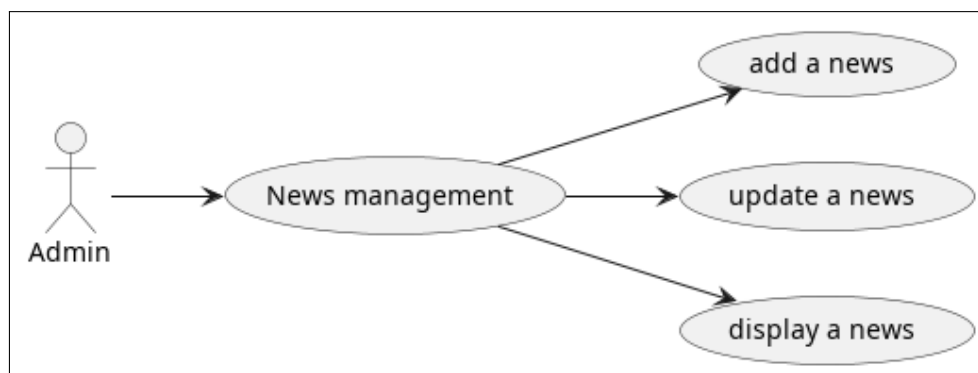 add a news
News management
update a news
Admin
display a news